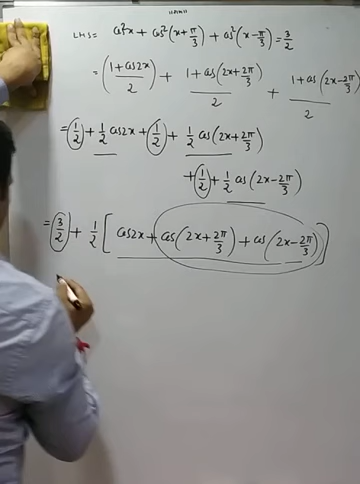 LHS = cos²x + cos²(x + π/3) + cos²(x − π/3) = 3/2
= (1 + cos2x / 2) + 1 + cos(2x + 2π/3) / 2 + 1 + cos(2x − 2π/3) / 2
= (1/2) + 1/2 cos2x + (1/2) + 1/2 cos(2x + 2π/3)
+ (1/2) + 1/2 cos(2x − 2π/3)
= (3/2) + 1/2 [cos2x + cos(2x + 2π/3) + cos(2x − 2π/3)]